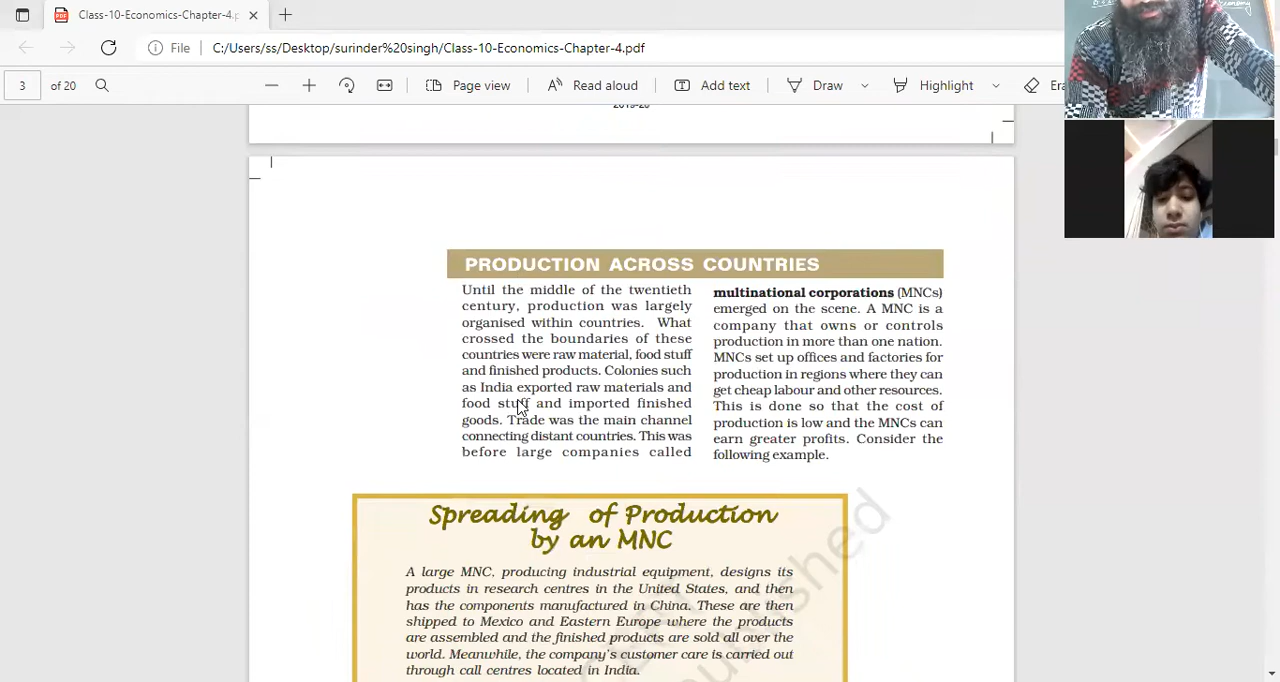 Class-10-Economics-Chapter-4.p
File
C:/Users/ss/Desktop/surinder%20singh/Class-10-Economics-Chapter-4.pdf
3 of 20
Page view
Read aloud
Add text
Draw
Highlight
Era
2019-20
PRODUCTION ACROSS COUNTRIES
Until the middle of the twentieth
century, production was largely
organised within countries. What
crossed the boundaries of these
countries were raw material, food stuff
and finished products. Colonies such
as India exported raw materials and
food stuff and imported finished
goods. Trade was the main channel
connecting distant countries. This was
before large companies called
multinational corporations (MNCs)
emerged on the scene. A MNC is a
company that owns or controls
production in more than one nation.
MNCs set up offices and factories for
production in regions where they can
get cheap labour and other resources.
This is done so that the cost of
production is low and the MNCs can
earn greater profits. Consider the
following example.
Spreading of Production
by an MNC
A large MNC, producing industrial equipment, designs its
products in research centres in the United States, and then
has the components manufactured in China. These are then
shipped to Mexico and Eastern Europe where the products
are assembled and the finished products are sold all over the
world. Meanwhile, the company's customer care is carried out
through call centres located in India.